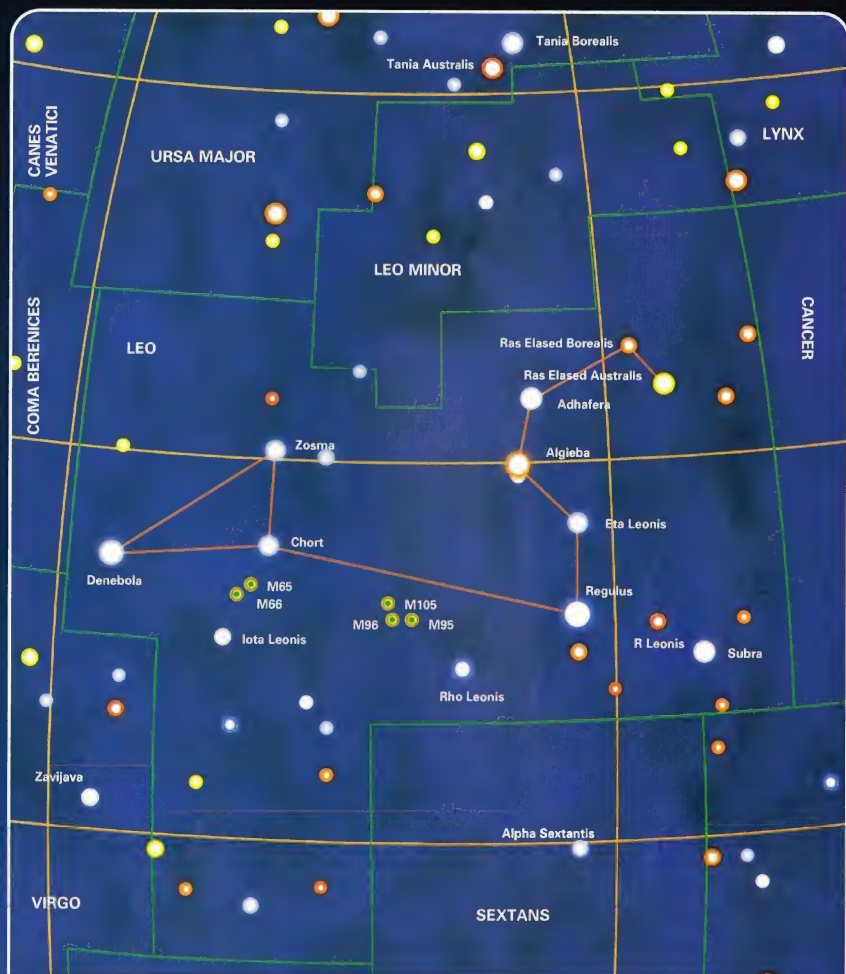 Tania Borealis
Tania Australis
CANES
VENATICI
URSA MAJOR
LYNX
LEO MINOR
COMA BERENICES
LEO
CANCER
Ras Elased Borealis
Ras Elased Australis
Adhafera
Zosma
Algieba
Eta Leonis
Chort
Denebola
M65
M66
Regulus
M105
M96
M95
Iota Leonis
R Leonis
Subra
Rho Leonis
Zavijava
Alpha Sextantis
VIRGO
SEXTANS